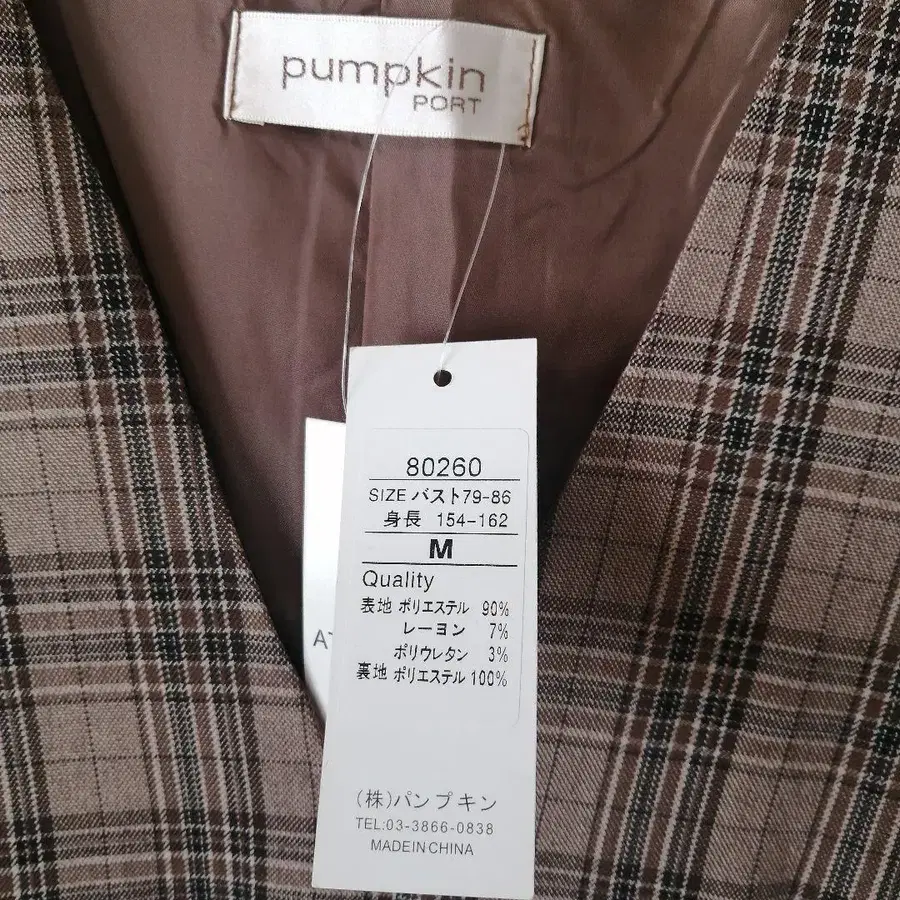 pumpkin
PORT
80260
SIZE バスト79-86
身長 154-162
M
Quality
表地 ポリエステル 90%
レーヨン 7%
ポリウレタン 3%
裏地 ポリエステル 100%
(株)パンプキン
TEL:03-3866-0838
MADE IN CHINA